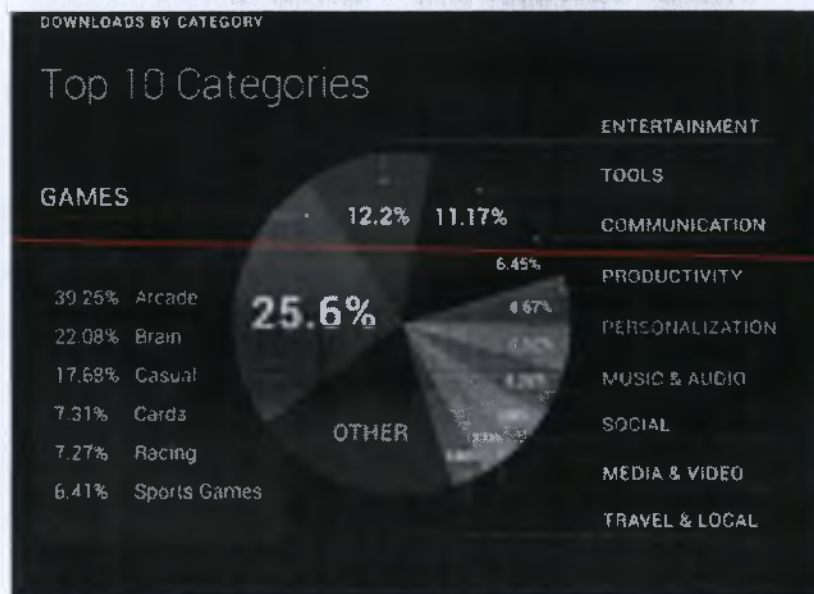 DOWNLOADS BY CATEGORY
Top 10 Categories
GAMES
39.25% Arcade
22.08% Brain
17.68% Casual
7.31% Cards
7.27% Racing
6.41% Sports Games
25.6%
12.2%
11.17%
6.45%
4.67%
OTHER
ENTERTAINMENT
TOOLS
COMMUNICATION
PRODUCTIVITY
PERSONALIZATION
MUSIC & AUDIO
SOCIAL
MEDIA & VIDEO
TRAVEL & LOCAL